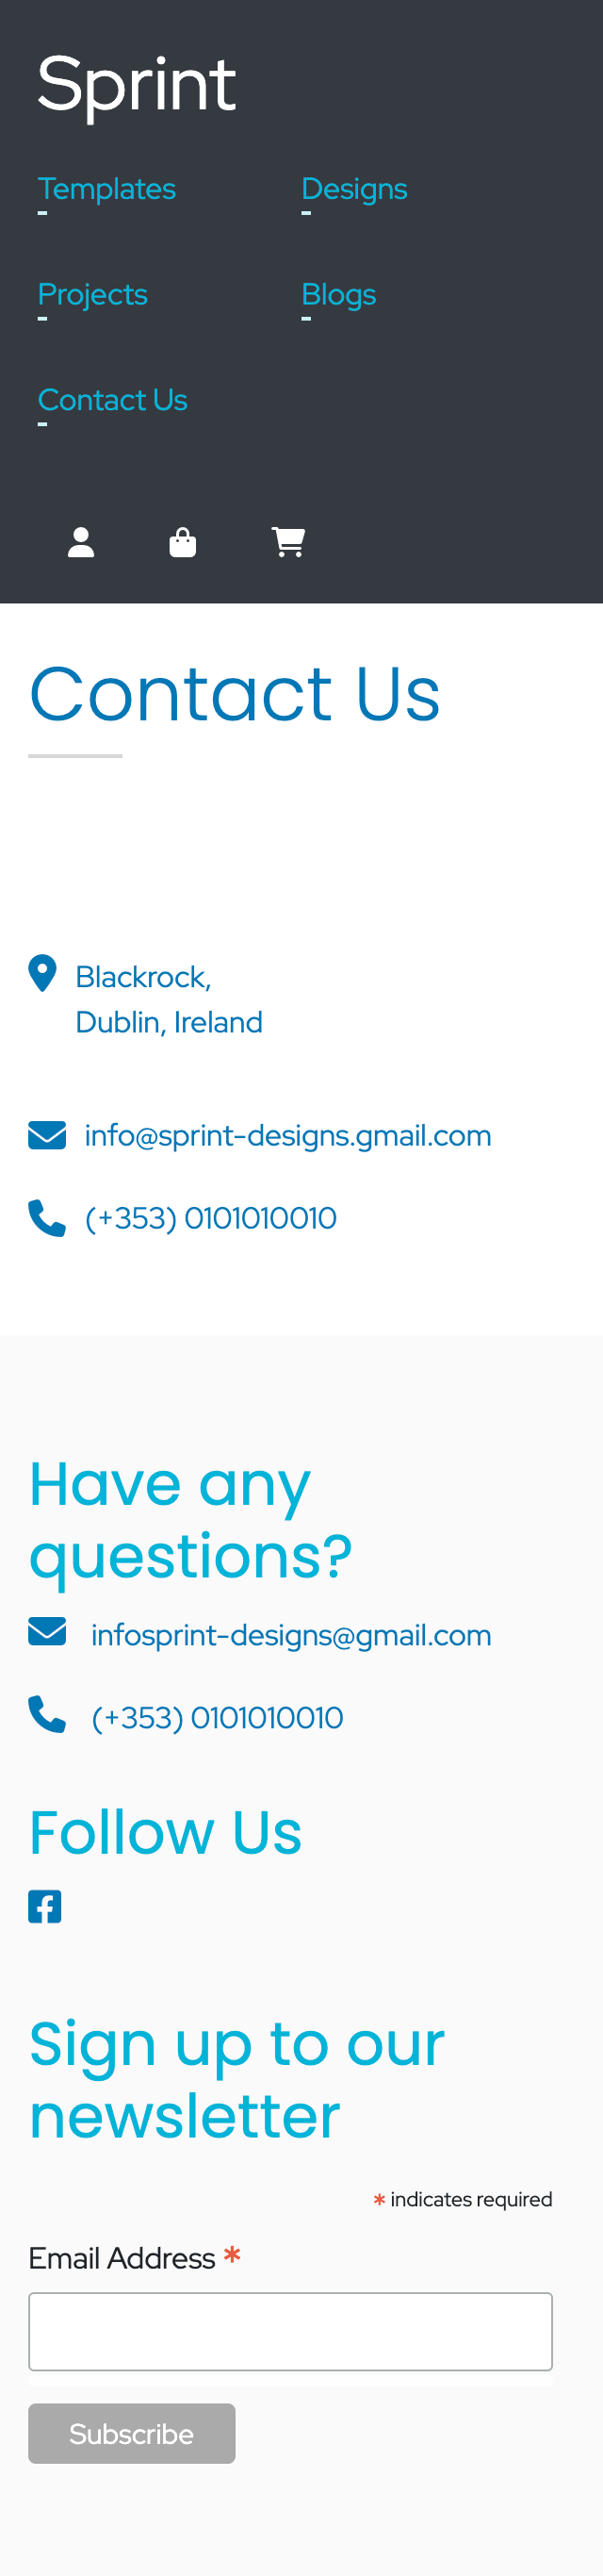 Sprint
Templates Designs
Projects Blogs
Contact Us
Contact Us
Blackrock,
Dublin, Ireland
info@sprint-designs.gmail.com
(+353) 0101010010
Have any
questions?
infosprint-designs@gmail.com
(+353) 0101010010
Follow Us
Sign up to our
newsletter
* indicates required
Email Address *
Subscribe